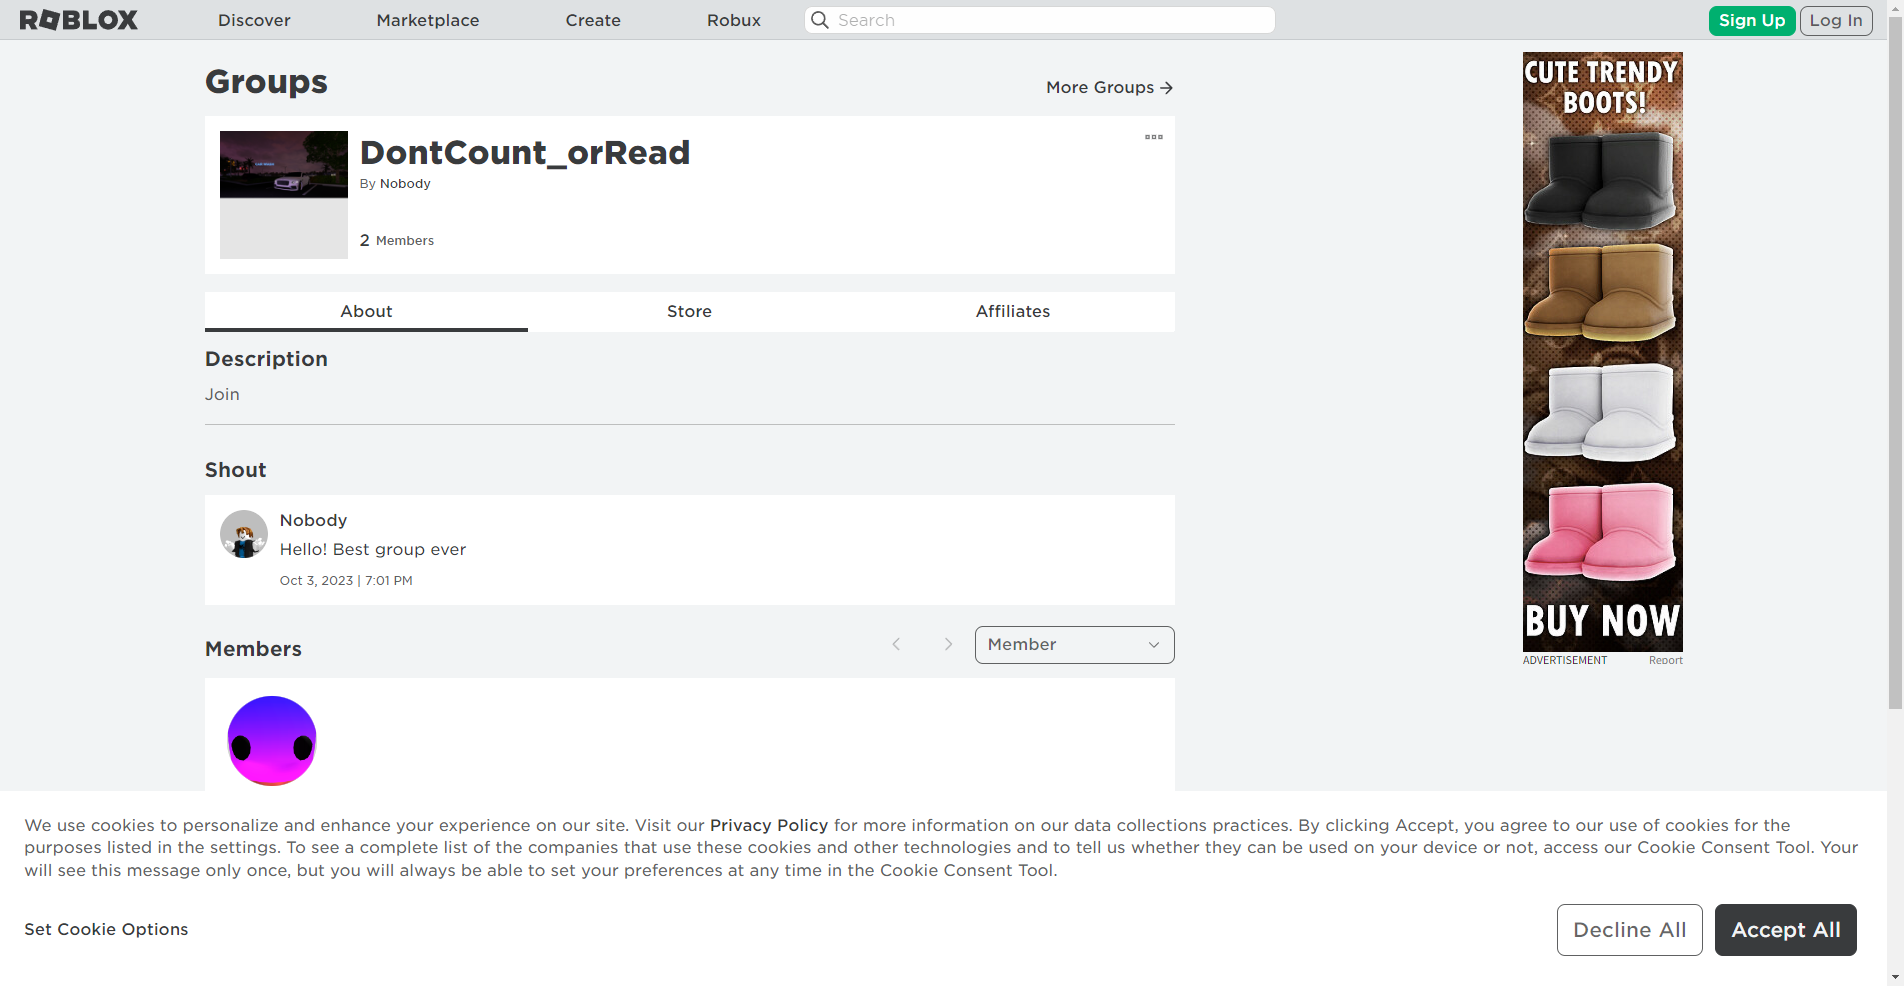 ROBLOX
Discover
Marketplace
Create
Robux
Search
Sign Up
Log In
Groups
More Groups
DontCount_orRead
By Nobody
2 Members
About
Store
Affiliates
Description
Join
Shout
Nobody
Hello! Best group ever
Oct 3, 2023 | 7:01 PM
Members
Member
CUTE TRENDY
BOOTS!
BUY NOW
ADVERTISEMENT
Report
We use cookies to personalize and enhance your experience on our site. Visit our Privacy Policy for more information on our data collections practices. By clicking Accept, you agree to our use of cookies for the
purposes listed in the settings. To see a complete list of the companies that use these cookies and other technologies and to tell us whether they can be used on your device or not, access our Cookie Consent Tool. Your
will see this message only once, but you will always be able to set your preferences at any time in the Cookie Consent Tool.
Set Cookie Options
Decline All
Accept All